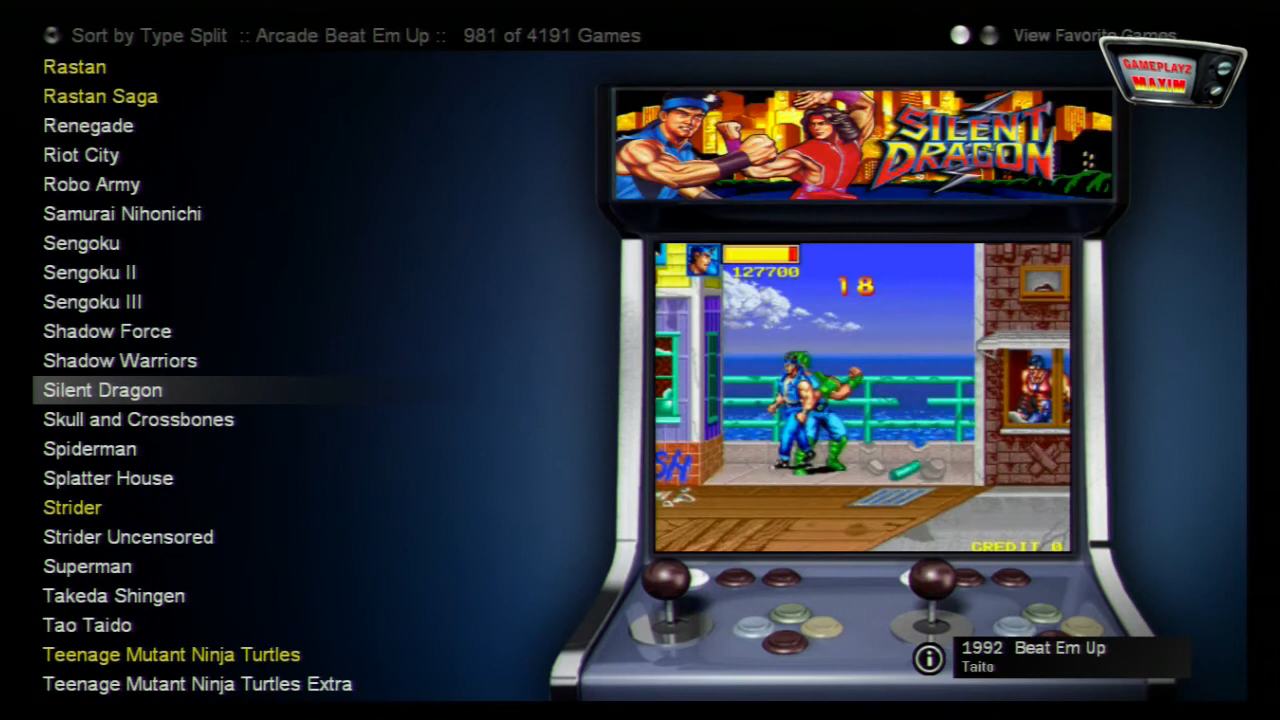 Sort by Type Split :: Arcade Beat Em Up :: 981 of 4191 Games
View Favorite Games
GAMEPLAYZ
MAXIM
Rastan
Rastan Saga
Renegade
Riot City
Robo Army
Samurai Nihonichi
Sengoku
Sengoku II
Sengoku III
Shadow Force
Shadow Warriors
Silent Dragon
Skull and Crossbones
Spiderman
Splatter House
Strider
Strider Uncensored
Superman
Takeda Shingen
Tao Taido
Teenage Mutant Ninja Turtles
Teenage Mutant Ninja Turtles Extra
SILENT
DRAGON
127700
18
CREDIT 0
1992 Beat Em Up
Taito